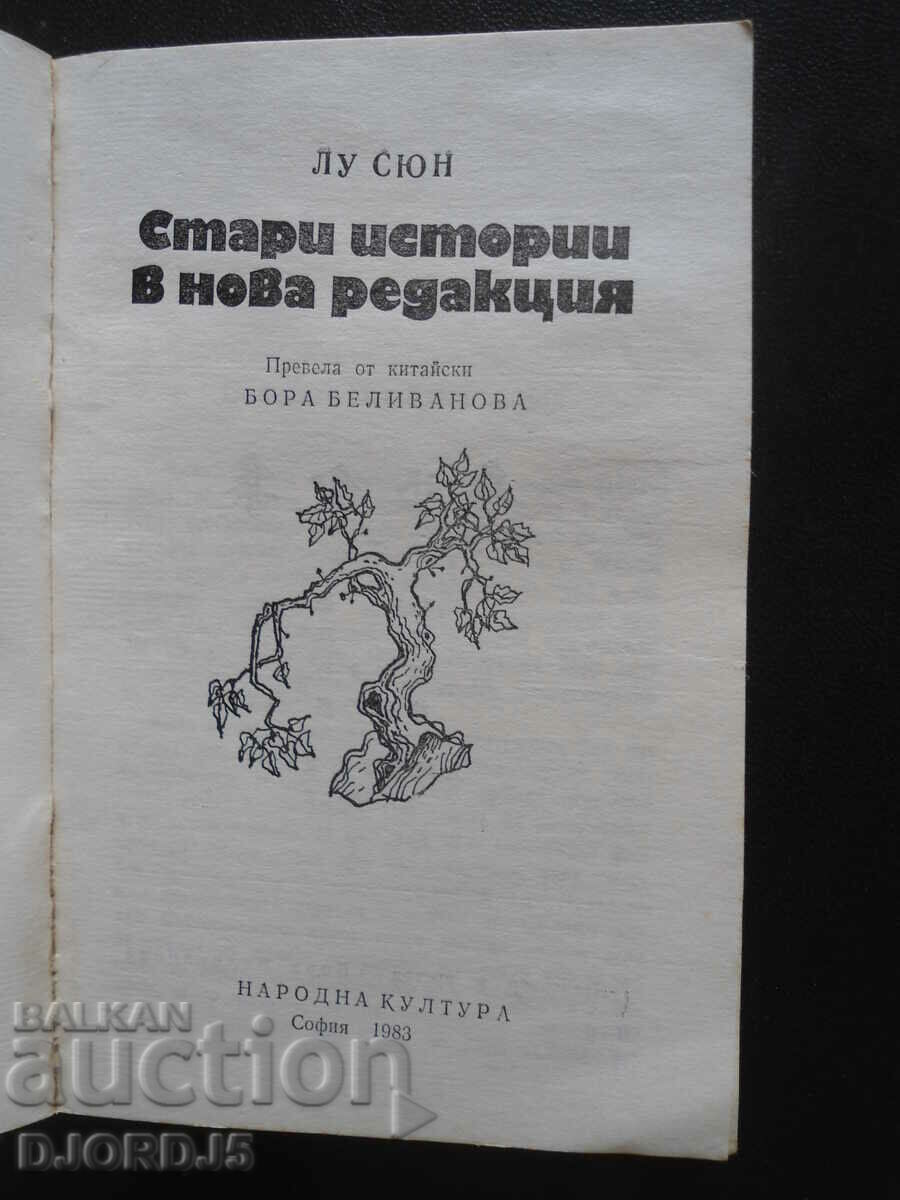 ЛУ СЮН
Стари истории
в нова редакция
Превела от китайски
БОРА БЕЛИВАНОВА
НАРОДНА КУЛТУРА
София 1983
BALKAN
auction
DJORDJ5